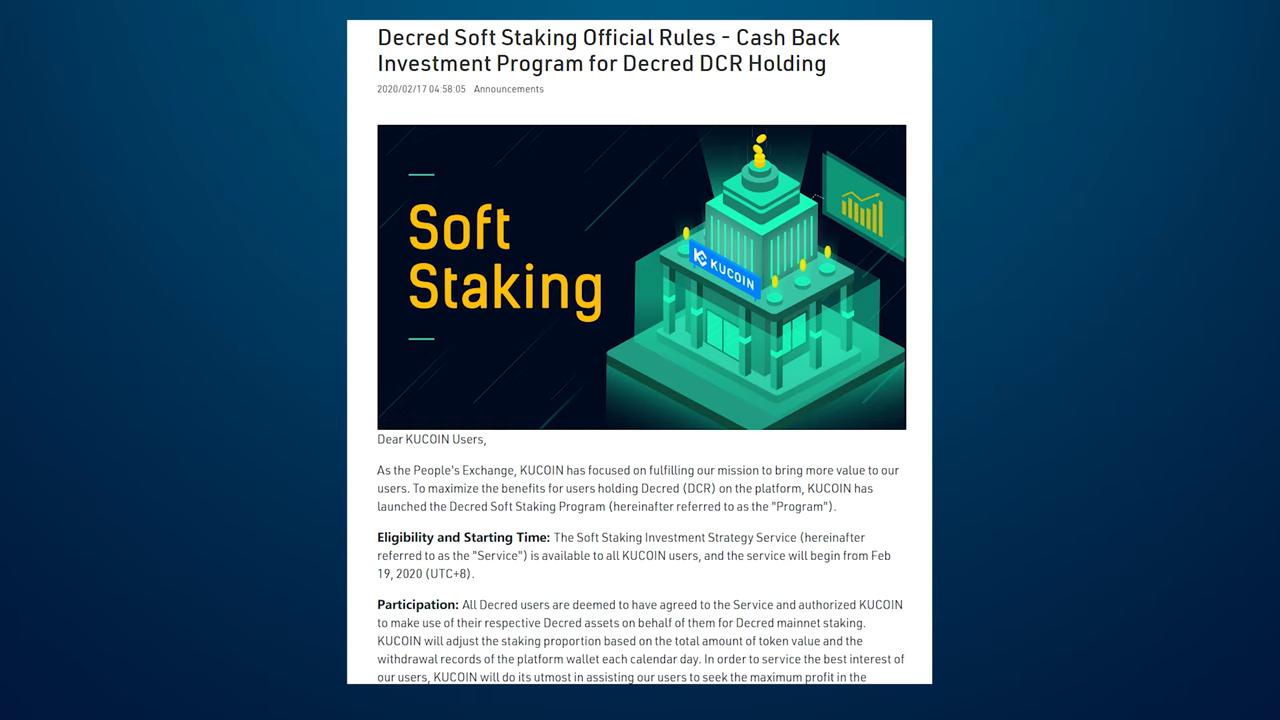 Decred Soft Staking Official Rules - Cash Back
Investment Program for Decred DCR Holding
2020/02/17 04:58:05 Announcements
Soft
Staking
KUCOIN
Dear KUCOIN Users,
As the People's Exchange, KUCOIN has focused on fulfilling our mission to bring more value to our
users. To maximize the benefits for users holding Decred (DCR) on the platform, KUCOIN has
launched the Decred Soft Staking Program (hereinafter referred to as the "Program").
Eligibility and Starting Time: The Soft Staking Investment Strategy Service (hereinafter
referred to as the "Service") is available to all KUCOIN users, and the service will begin from Feb
19, 2020 (UTC+8).
Participation: All Decred users are deemed to have agreed to the Service and authorized KUCOIN
to make use of their respective Decred assets on behalf of them for Decred mainnet staking.
KUCOIN will adjust the staking proportion based on the total amount of token value and the
withdrawal records of the platform wallet each calendar day. In order to service the best interest of
our users, KUCOIN will do its utmost in assisting our users to seek the maximum profit in the